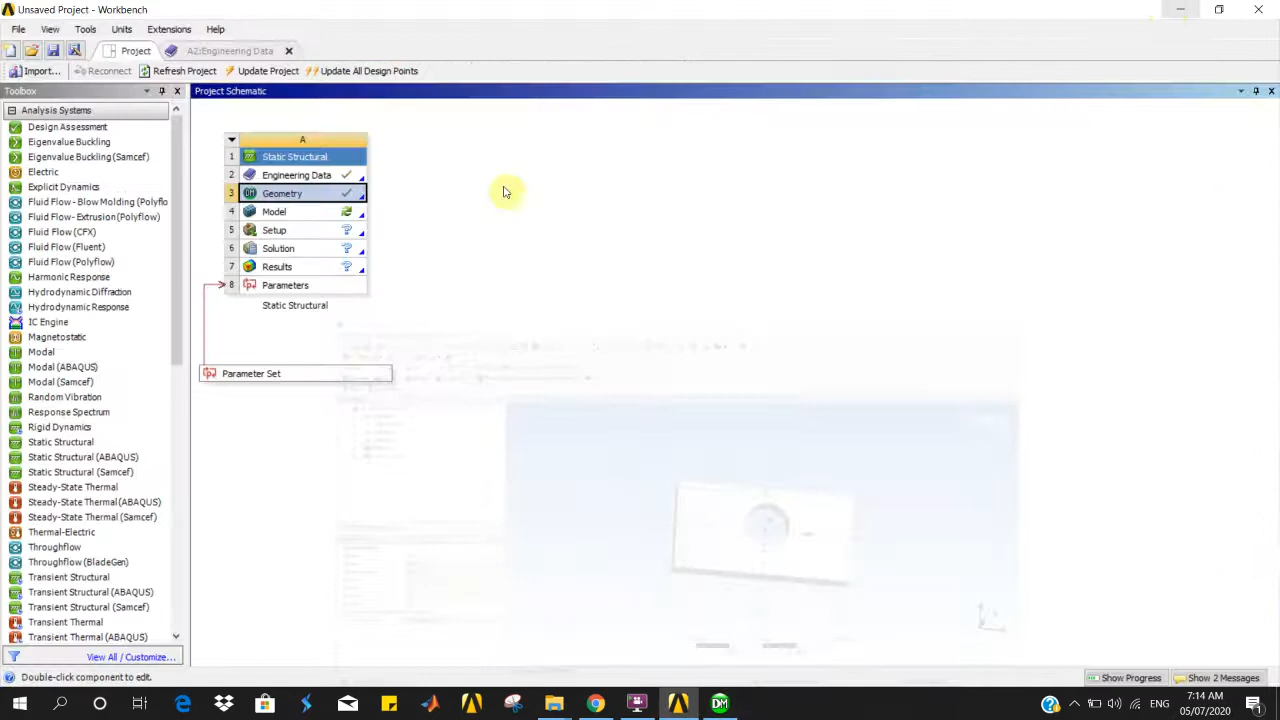 Unsaved Project - Workbench
File View Tools Units Extensions Help
Project A2:Engineering Data
Import... Reconnect Refresh Project Update Project Update All Design Points
Toolbox
Project Schematic
Analysis Systems
Design Assessment
Eigenvalue Buckling
Eigenvalue Buckling (Samcef)
Electric
Explicit Dynamics
Fluid Flow - Blow Molding (Polyflo
Fluid Flow - Extrusion (Polyflow)
Fluid Flow (CFX)
Fluid Flow (Fluent)
Fluid Flow (Polyflow)
Harmonic Response
Hydrodynamic Diffraction
Hydrodynamic Response
IC Engine
Magnetostatic
Modal
Modal (ABAQUS)
Modal (Samcef)
Random Vibration
Response Spectrum
Rigid Dynamics
Static Structural
Static Structural (ABAQUS)
Static Structural (Samcef)
Steady-State Thermal
Steady-State Thermal (ABAQUS)
Steady-State Thermal (Samcef)
Thermal-Electric
Throughflow
Throughflow (BladeGen)
Transient Structural
Transient Structural (ABAQUS)
Transient Structural (Samcef)
Transient Thermal
Transient Thermal (ABAQUS)
View All / Customize...
A
1 Static Structural
2 Engineering Data
3 DM Geometry
4 Model
5 Setup
6 Solution
7 Results
8 Parameters
Static Structural
Parameter Set
Double-click component to edit.
Show Progress Show 2 Messages
DM
ENG
7:14 AM
05/07/2020